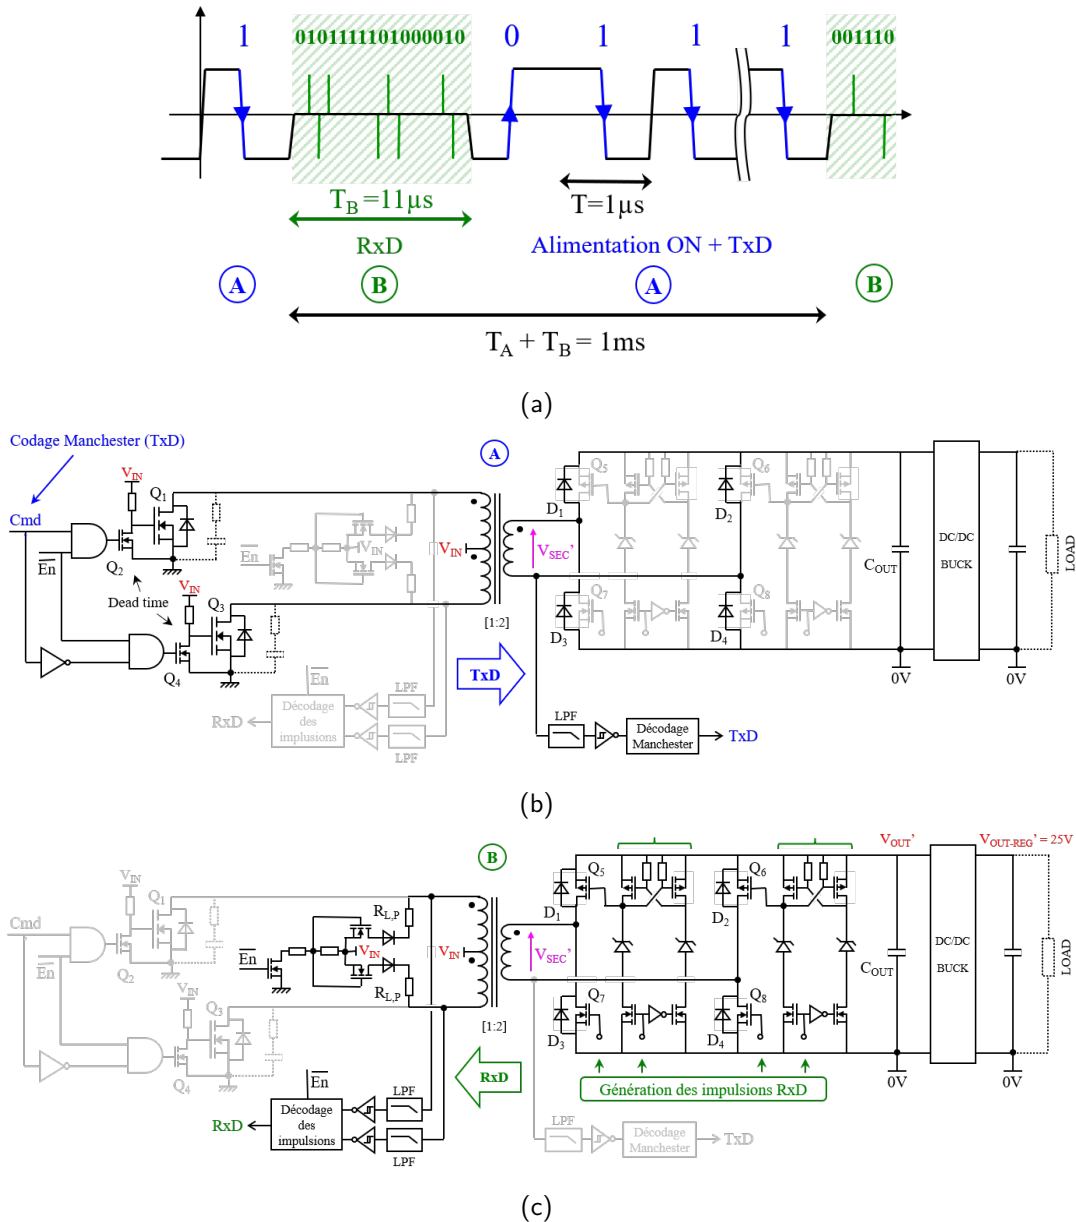 1 0101111101000010 0 1 1 1 001110
T_B =11µs
T=1µs
RxD
Alimentation ON + TxD
A B A B
T_A + T_B = 1ms
(a)
Codage Manchester (TxD)
A
V_IN
Q_1
Q_5
Q_6
D_1
D_2
Cmd
V_IN
En
V_IN
V_SEC'
En
Q_2
C_OUT
DC/DC
BUCK
LOAD
Dead time
V_IN
Q_3
Q_7
Q_8
D_3
D_4
[1:2]
0V
0V
Q_4
TxD
En
LPF
RxD
Décodage
des
implusions
LPF
LPF
Décodage
Manchester
TxD
(b)
B
V_OUT'
V_OUT-REG' = 25V
V_IN
Q_1
Q_5
Q_6
R_L,P
D_1
D_2
Cmd
En
V_IN
V_IN
V_SEC'
En
Q_2
C_OUT
DC/DC
BUCK
LOAD
V_IN
R_L,P
Q_3
Q_7
Q_8
[1:2]
D_3
D_4
Q_4
0V
0V
En
RxD
Génération des impulsions RxD
LPF
RxD
Décodage
des
impulsions
LPF
LPF
Décodage
Manchester
TxD
(c)